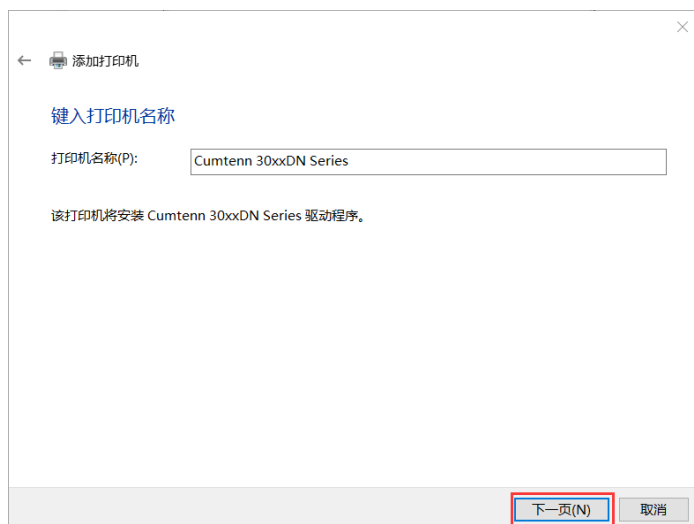 添加打印机
键入打印机名称
打印机名称(P): Cumtenn 30xxDN Series
该打印机将安装 Cumtenn 30xxDN Series 驱动程序。
下一页(N) 取消